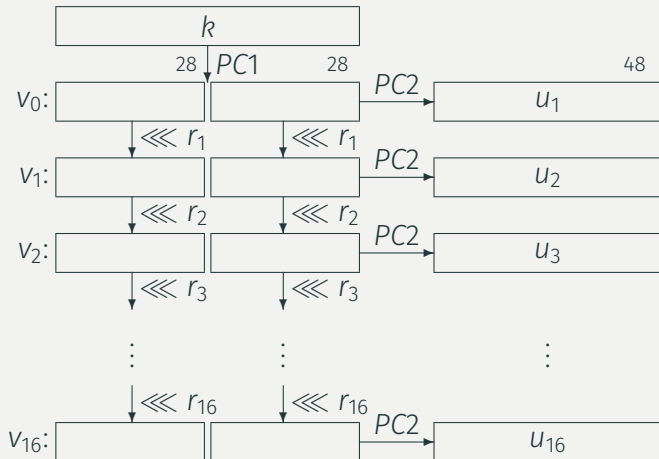 k
28 PC1 28 48
v₀: PC2 u₁
⋘ r₁ ⋘ r₁
v₁: PC2 u₂
⋘ r₂ ⋘ r₂
v₂: PC2 u₃
⋘ r₃ ⋘ r₃
⋮ ⋮ ⋮
⋘ r₁₆ ⋘ r₁₆
v₁₆: PC2 u₁₆